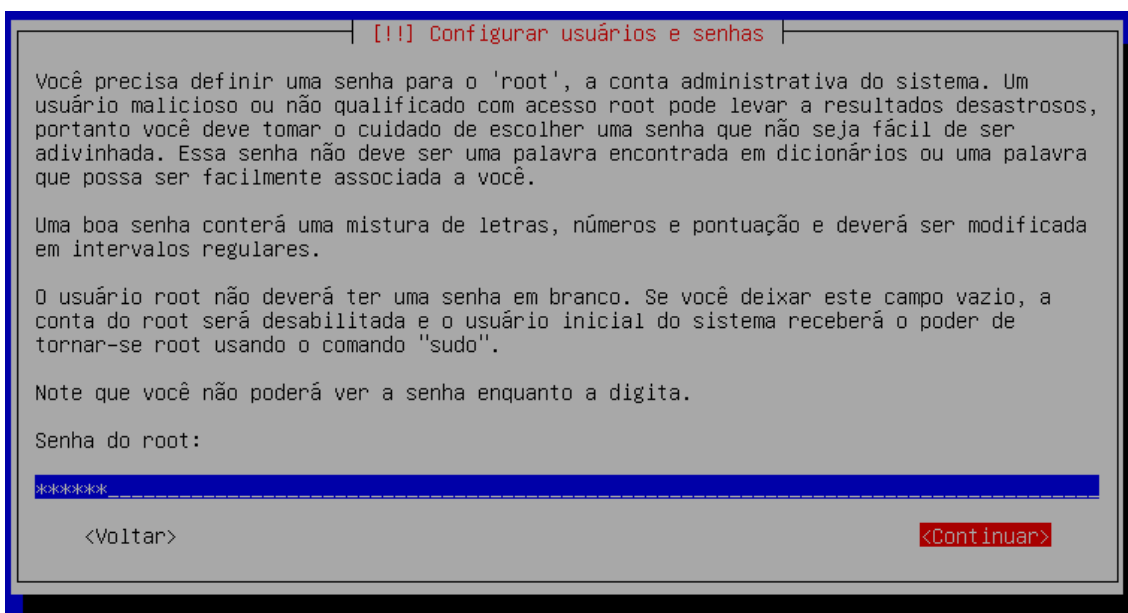 [!!] Configurar usuários e senhas
Você precisa definir uma senha para o 'root', a conta administrativa do sistema. Um
usuário malicioso ou não qualificado com acesso root pode levar a resultados desastrosos,
portanto você deve tomar o cuidado de escolher uma senha que não seja fácil de ser
adivinhada. Essa senha não deve ser uma palavra encontrada em dicionários ou uma palavra
que possa ser facilmente associada a você.
Uma boa senha conterá uma mistura de letras, números e pontuação e deverá ser modificada
em intervalos regulares.
O usuário root não deverá ter uma senha em branco. Se você deixar este campo vazio, a
conta do root será desabilitada e o usuário inicial do sistema receberá o poder de
tornar-se root usando o comando "sudo".
Note que você não poderá ver a senha enquanto a digita.
Senha do root:
******
<Voltar> <Continuar>